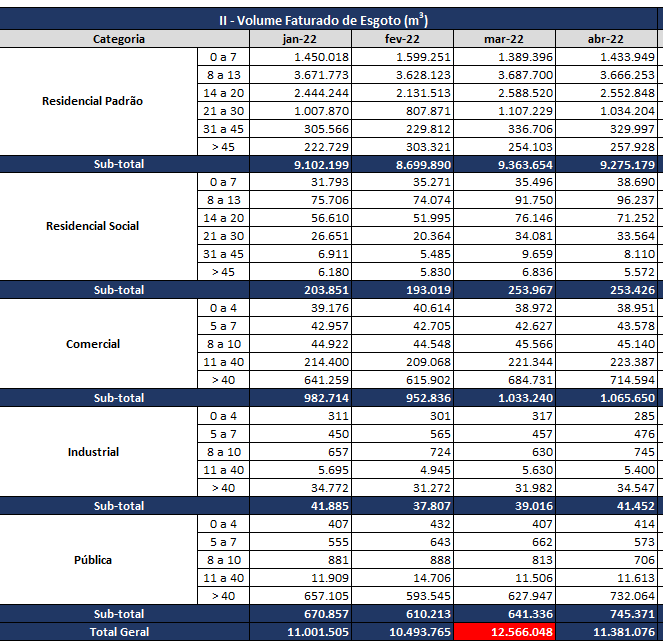 II - Volume Faturado de Esgoto (m³)
Categoria jan-22 fev-22 mar-22 abr-22
Residencial Padrão
0 a 7 1.450.018 1.599.251 1.389.396 1.433.949
8 a 13 3.671.773 3.628.123 3.687.700 3.666.253
14 a 20 2.444.244 2.131.513 2.588.520 2.552.848
21 a 30 1.007.870 807.871 1.107.229 1.034.204
31 a 45 305.566 229.812 336.706 329.997
> 45 222.729 303.321 254.103 257.928
Sub-total 9.102.199 8.699.890 9.363.654 9.275.179
Residencial Social
0 a 7 31.793 35.271 35.496 38.690
8 a 13 75.706 74.074 91.750 96.237
14 a 20 56.610 51.995 76.146 71.252
21 a 30 26.651 20.364 34.081 33.564
31 a 45 6.911 5.485 9.659 8.110
> 45 6.180 5.830 6.836 5.572
Sub-total 203.851 193.019 253.967 253.426
Comercial
0 a 4 39.176 40.614 38.972 38.951
5 a 7 42.957 42.705 42.627 43.578
8 a 10 44.922 44.548 45.566 45.140
11 a 40 214.400 209.068 221.344 223.387
> 40 641.259 615.902 684.731 714.594
Sub-total 982.714 952.836 1.033.240 1.065.650
Industrial
0 a 4 311 301 317 285
5 a 7 450 565 457 476
8 a 10 657 724 630 745
11 a 40 5.695 4.945 5.630 5.400
> 40 34.772 31.272 31.982 34.547
Sub-total 41.885 37.807 39.016 41.452
Pública
0 a 4 407 432 407 414
5 a 7 555 643 662 573
8 a 10 881 888 813 706
11 a 40 11.909 14.706 11.506 11.613
> 40 657.105 593.545 627.947 732.064
Sub-total 670.857 610.213 641.336 745.371
Total Geral 11.001.505 10.493.765 12.566.048 11.381.076